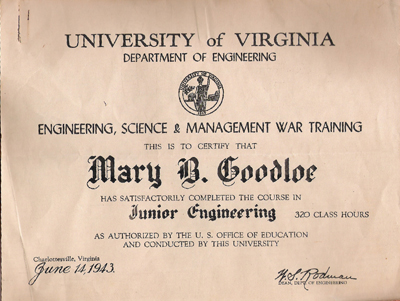 UNIVERSITY of VIRGINIA
DEPARTMENT OF ENGINEERING
ENGINEERING, SCIENCE & MANAGEMENT WAR TRAINING
THIS IS TO CERTIFY THAT
Mary B. Goodloe
HAS SATISFACTORILY COMPLETED THE COURSE IN
Junior Engineering 320 CLASS HOURS
AS AUTHORIZED BY THE U. S. OFFICE OF EDUCATION
AND CONDUCTED BY THIS UNIVERSITY
Charlottesville, Virginia
June 14, 1943.
W. S. Rodman
DEAN, DEPT. OF ENGINEERING